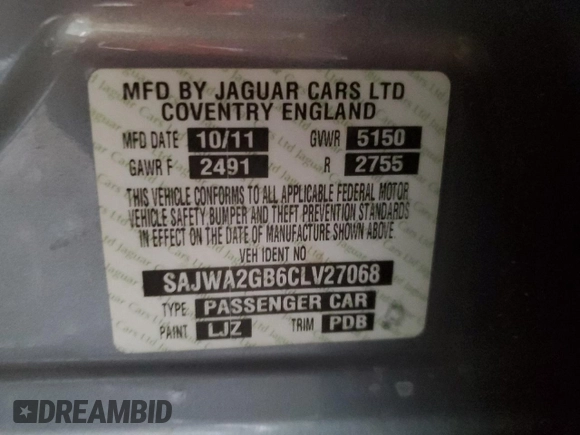 MFD BY JAGUAR CARS LTD
COVENTRY ENGLAND
MFD DATE 10/11 GVWR 5150
GAWR F 2491 R 2755
THIS VEHICLE CONFORMS TO ALL APPLICABLE FEDERAL MOTOR
VEHICLE SAFETY BUMPER AND THEFT PREVENTION STANDARDS
IN EFFECT ON THE DATE OF MANUFACTURE SHOWN ABOVE
VEH IDENT NO
SAJWA2GB6CLV27068
TYPE PASSENGER CAR
PAINT LJZ TRIM PDB
DREAMBID